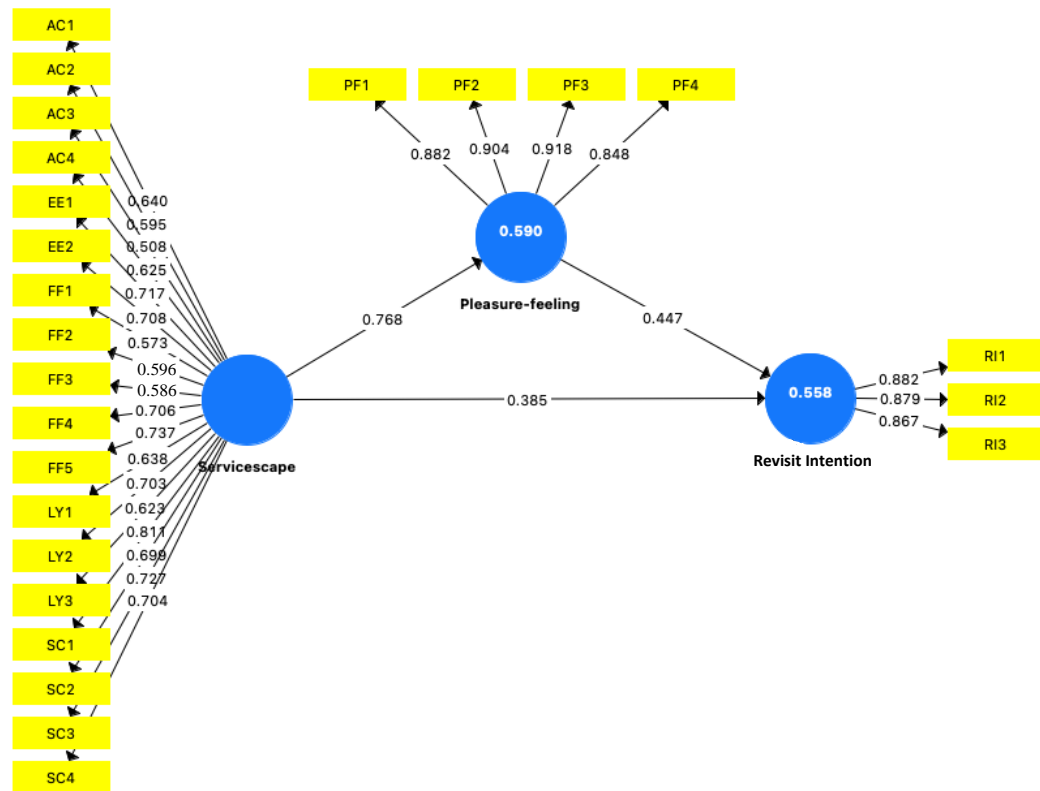 AC1
AC2
AC3
AC4
EE1
EE2
FF1
FF2
FF3
FF4
FF5
LY1
LY2
LY3
SC1
SC2
SC3
SC4
0.640
0.595
0.508
0.625
0.717
0.708
0.573
0.596
0.586
0.706
0.737
0.638
0.703
0.623
0.811
0.699
0.727
0.704
Servicescape
PF1 PF2 PF3 PF4
0.882 0.904 0.918 0.848
0.590
Pleasure-feeling
0.768
0.447
0.385
0.558
Revisit Intention
0.882
0.879
0.867
RI1
RI2
RI3